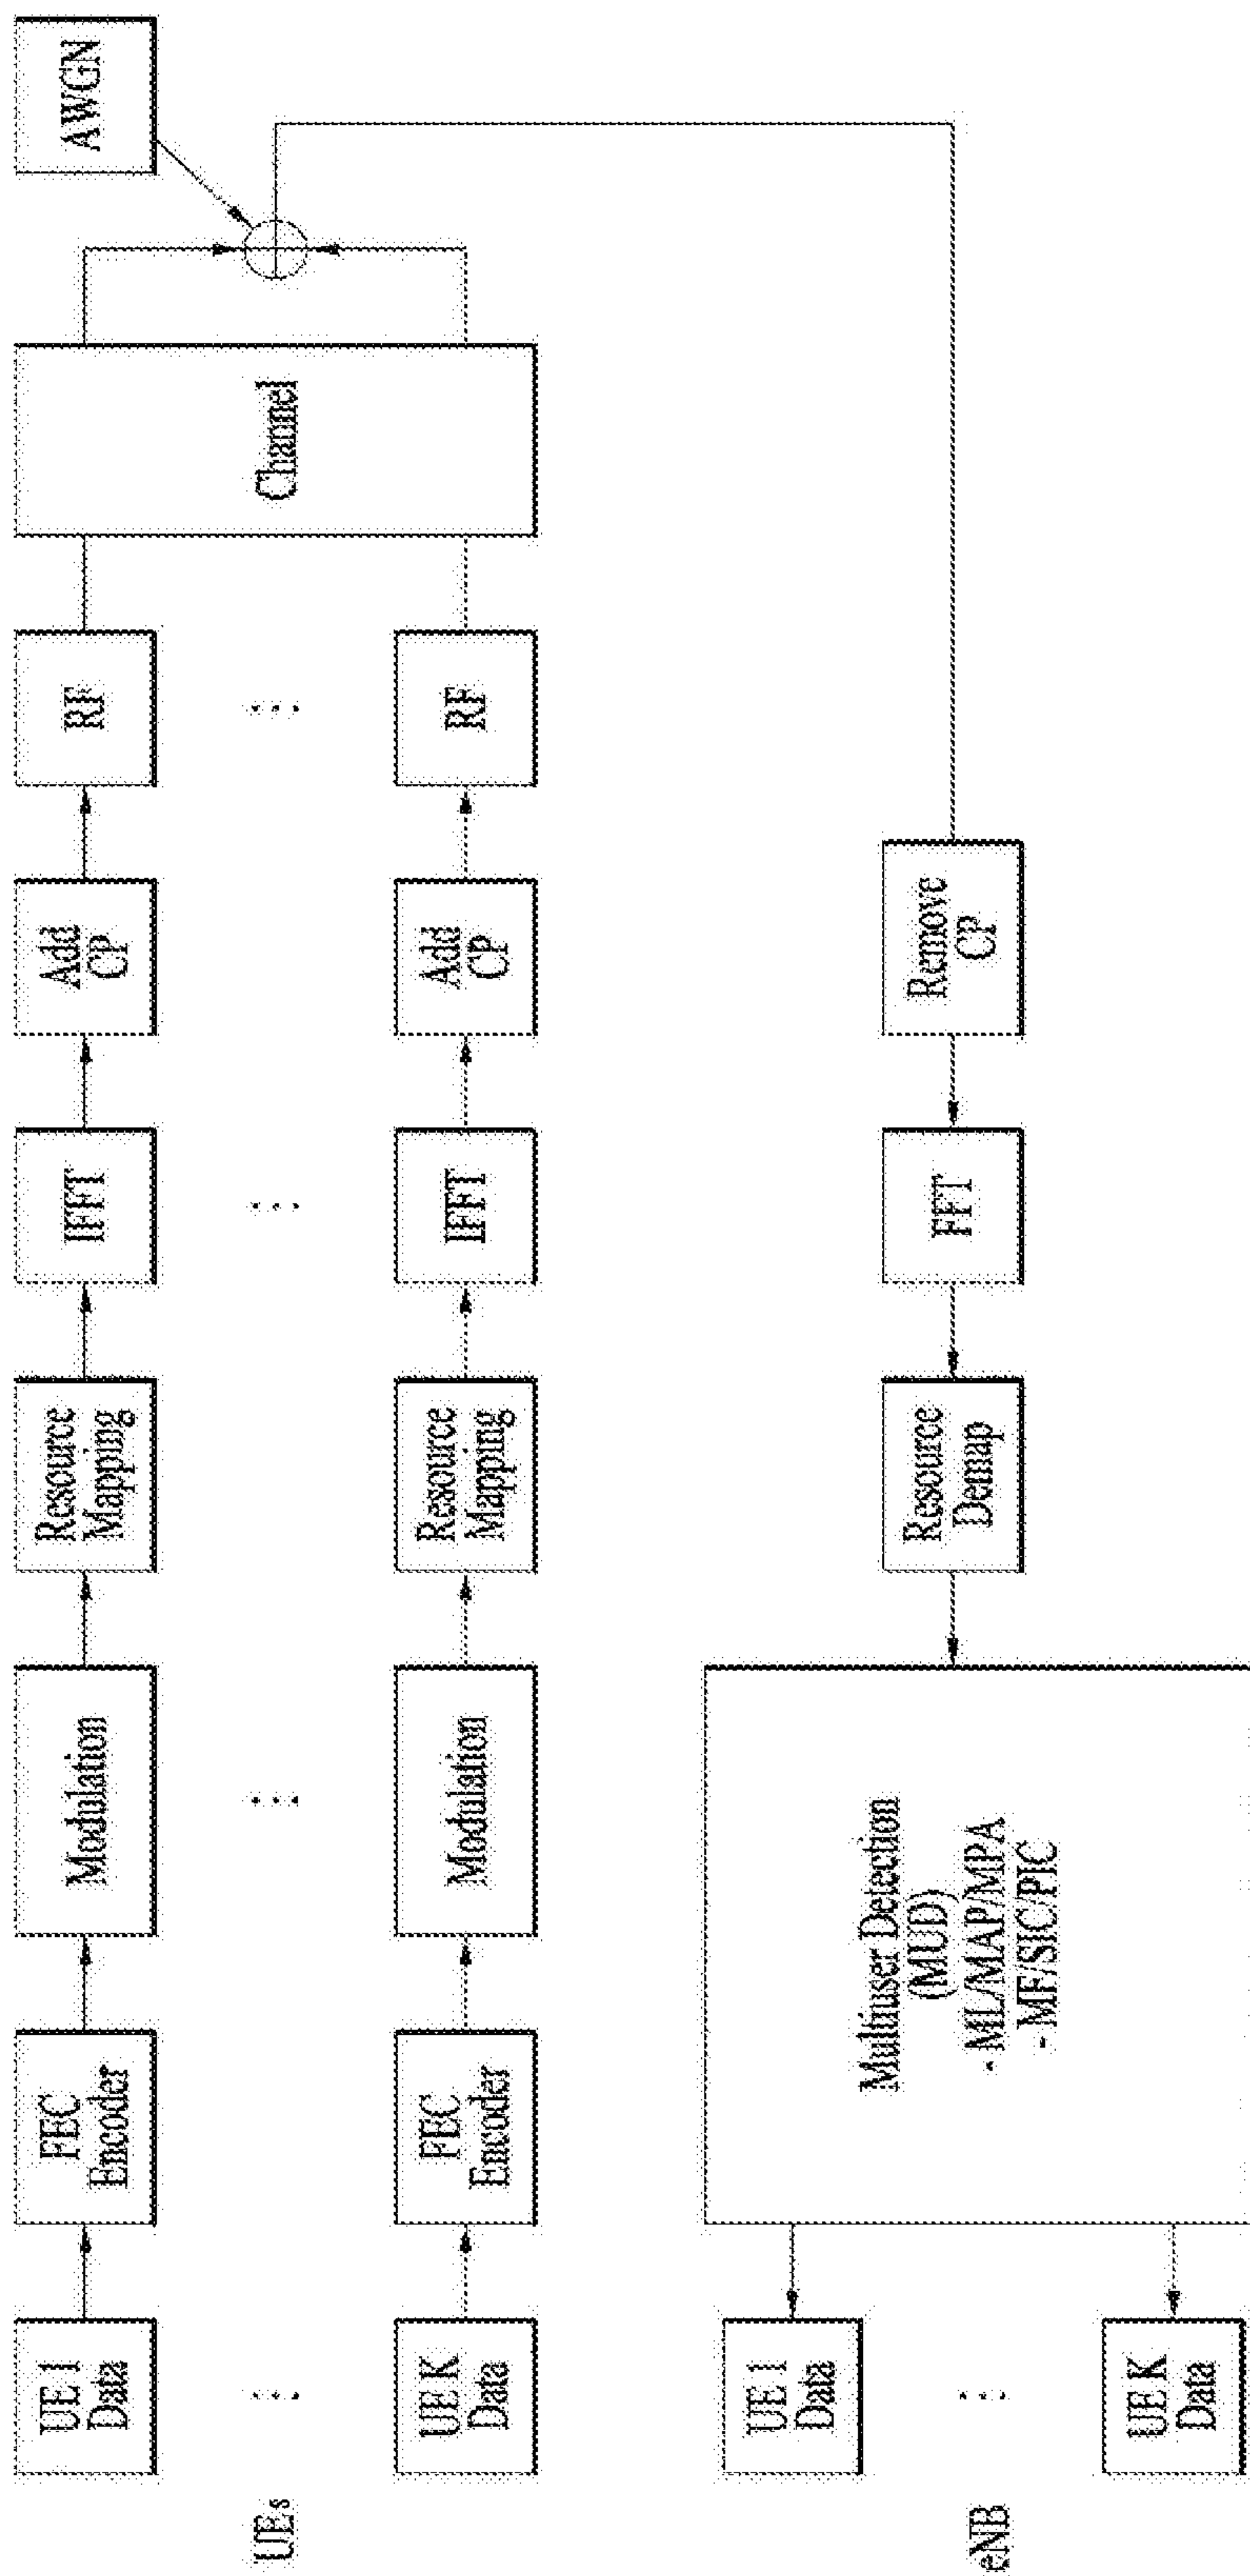 UEs
UE 1
Data
FEC
Encoder
Modulation
Resource
Mapping
IFFT
Add
CP
RF
Channel
AWGN
UE K
Data
FEC
Encoder
Modulation
Resource
Mapping
IFFT
Add
CP
RF
eNB
UE 1
Data
UE K
Data
Multiuser Detection
(MUD)
- ML/MAP/MPA
- MF/SIC/PIC
Resource
Demap
FFT
Remove
CP